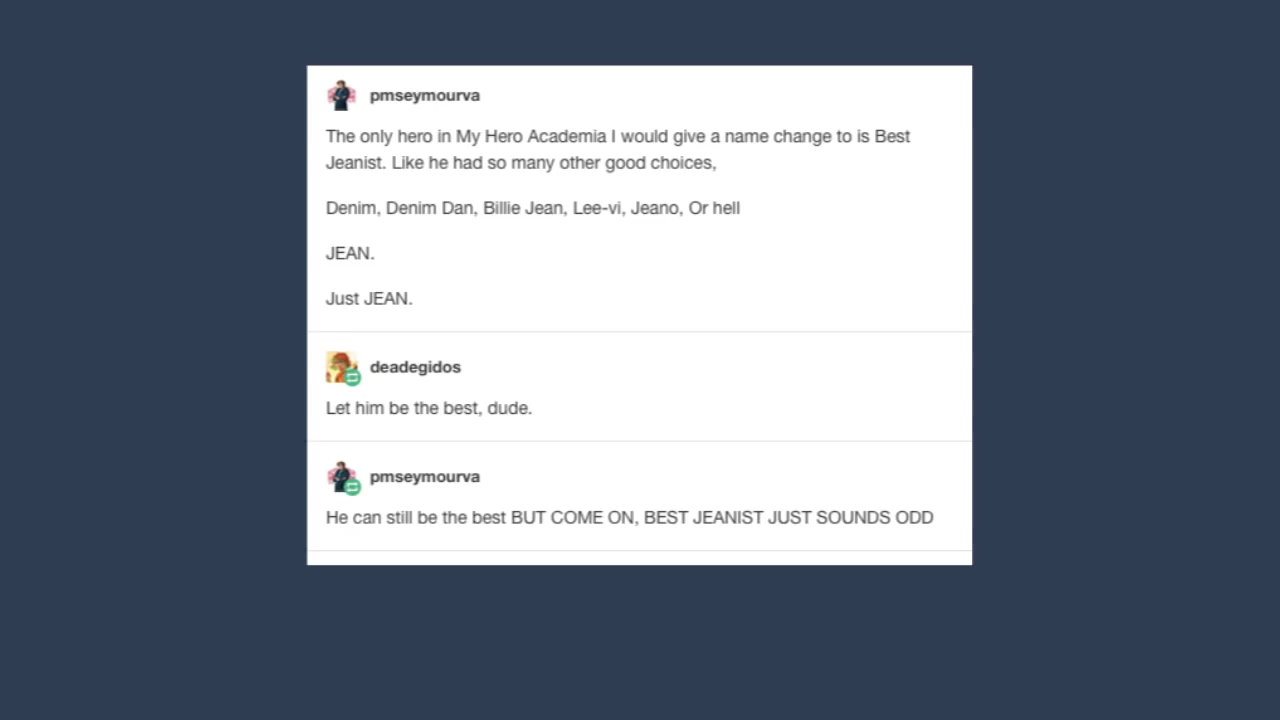 pmseymourva
The only hero in My Hero Academia I would give a name change to is Best
Jeanist. Like he had so many other good choices,
Denim, Denim Dan, Billie Jean, Lee-vi, Jeano, Or hell
JEAN.
Just JEAN.
deadegidos
Let him be the best, dude.
pmseymourva
He can still be the best BUT COME ON, BEST JEANIST JUST SOUNDS ODD